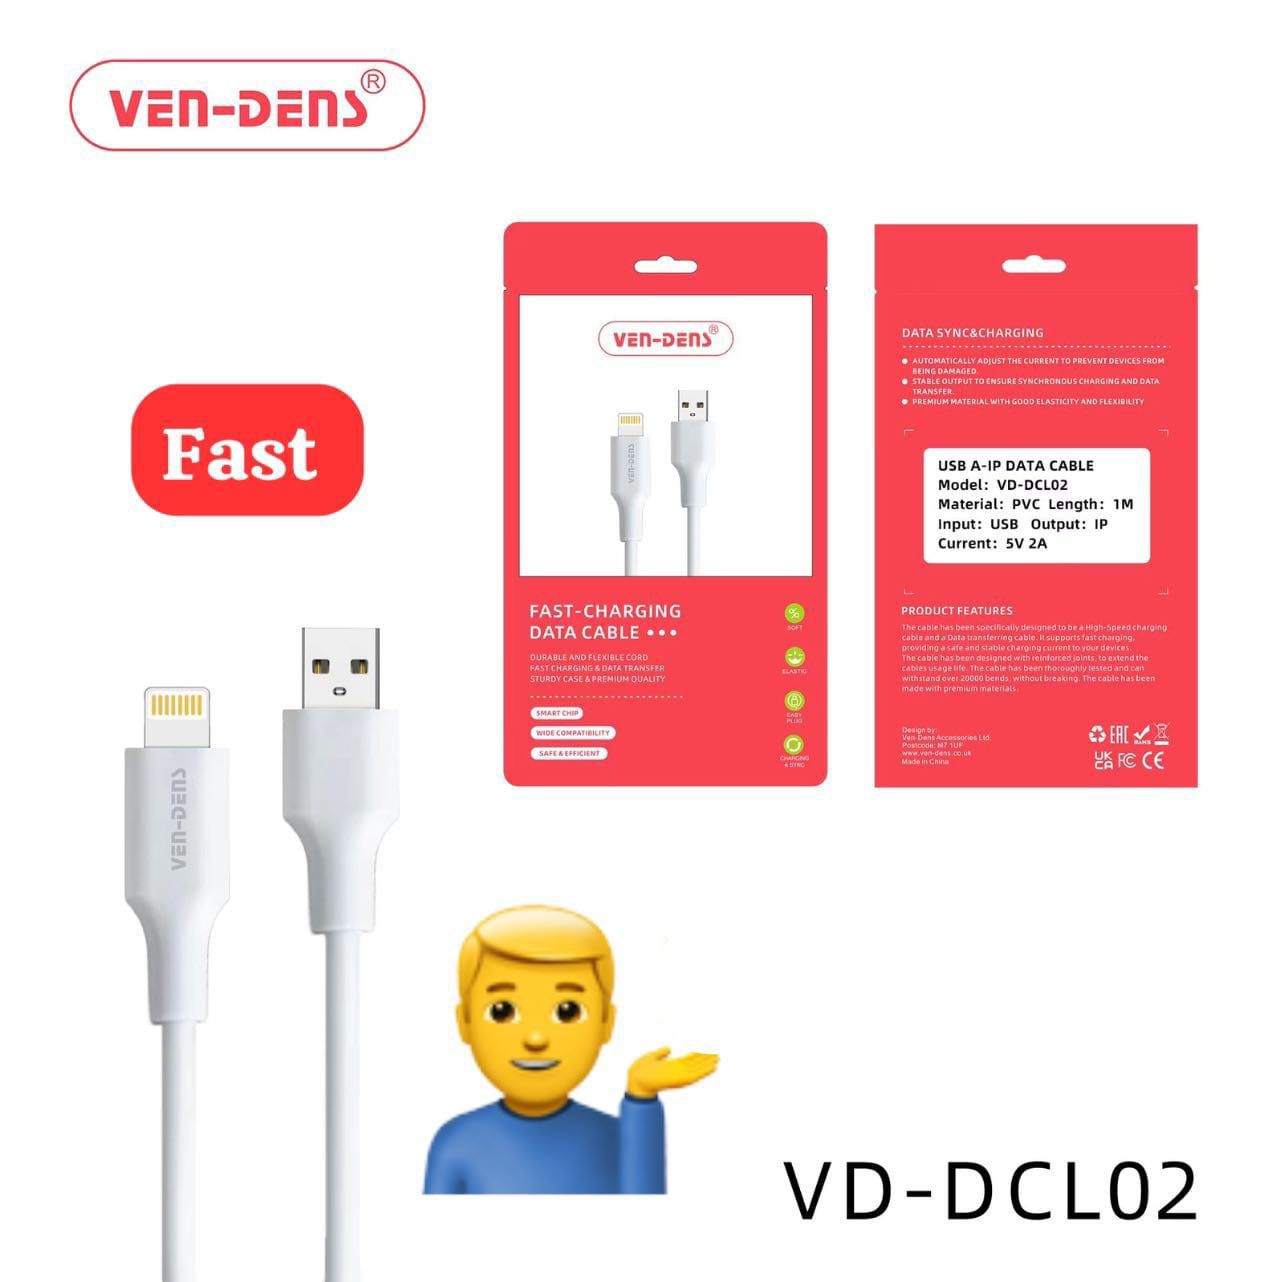 VEN-DENS®
Fast
VEN-DENS®
VEN-DENS
FAST-CHARGING
DATA CABLE •••
DURABLE AND FLEXIBLE CORD
FAST CHARGING & DATA TRANSFER
STURDY CASE & PREMIUM QUALITY
SMART CHIP
WIDE COMPATIBILITY
SAFE & EFFICIENT
SOFT
ELASTIC
EASY
PLUG
CHARGING
& SYNC
DATA SYNC&CHARGING
● AUTOMATICALLY ADJUST THE CURRENT TO PREVENT DEVICES FROM
BEING DAMAGED.
● STABLE OUTPUT TO ENSURE SYNCHRONOUS CHARGING AND DATA
TRANSFER.
● PREMIUM MATERIAL WITH GOOD ELASTICITY AND FLEXIBILITY
USB A-IP DATA CABLE
Model: VD-DCL02
Material: PVC Length: 1M
Input: USB Output: IP
Current: 5V 2A
PRODUCT FEATURES
The cable has been specifically designed to be a High-Speed charging
cable and a Data transferring cable. It supports fast charging,
providing a safe and stable charging current to your devices.
The cable has been designed with reinforced joints, to extend the
cables usage life. The cable has been thoroughly tested and can
withstand over 20000 bends, without breaking. The cable has been
made with premium materials.
Design by:
Ven-Dens Accessories Ltd.
Postcode: M7 1UF
www.ven-dens.co.uk
Made in China
EAC RoHS
UK CA FC CE
VEN-DENS
VD-DCL02